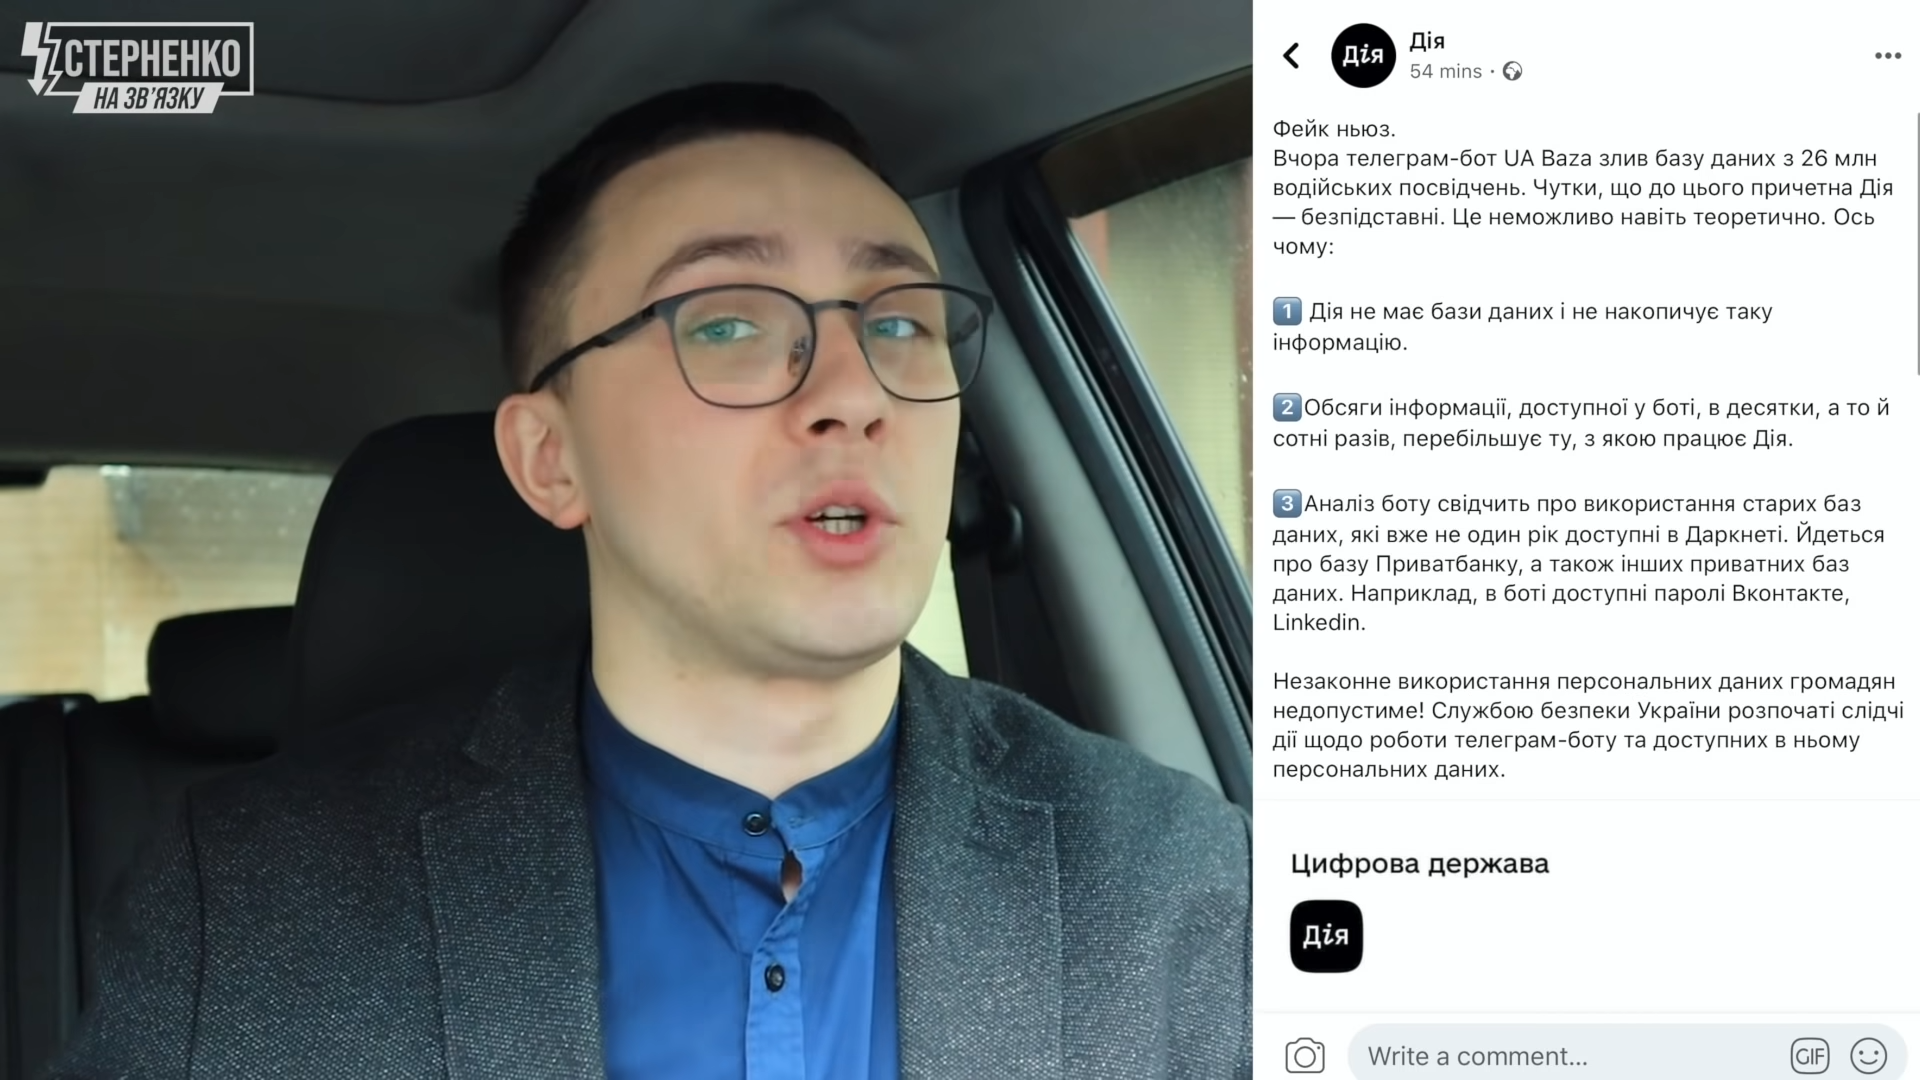 СТЕРНЕНКО
НА ЗВ'ЯЗКУ
Дія
Дія
54 mins ·
Фейк ньюз.
Вчора телеграм-бот UA Baza злив базу даних з 26 млн
водійських посвідчень. Чутки, що до цього причетна Дія
— безпідставні. Це неможливо навіть теоретично. Ось
чому:
1 Дія не має бази даних і не накопичує таку
інформацію.
2 Обсяги інформації, доступної у боті, в десятки, а то й
сотні разів, перебільшує ту, з якою працює Дія.
3 Аналіз боту свідчить про використання старих баз
даних, які вже не один рік доступні в Даркнеті. Йдеться
про базу Приватбанку, а також інших приватних баз
даних. Наприклад, в боті доступні паролі Вконтакте,
Linkedin.
Незаконне використання персональних даних громадян
недопустиме! Службою безпеки України розпочаті слідчі
дії щодо роботи телеграм-боту та доступних в ньому
персональних даних.
Цифрова держава
Дія
Write a comment...
GIF